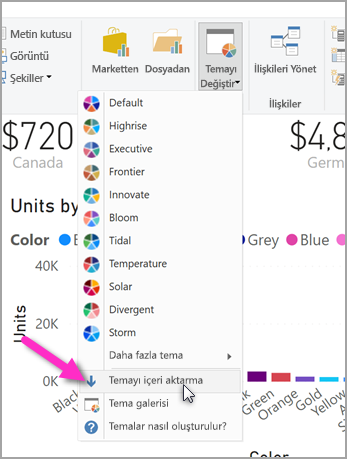 Metin kutusu
Görüntü
Şekiller
Marketten
Dosyadan
Temayı
Değiştir
İlişkileri Yönet
İlişkiler
$720
Canada
$4,8
Germ
Default
Highrise
Executive
Frontier
Innovate
Bloom
Tidal
Temperature
Solar
Divergent
Storm
Daha fazla tema
Temayı içeri aktarma
Tema galerisi
Temalar nasıl oluşturulur?
Units by
Color
Grey
Blue
40K
20K
0K
Units
Green
Orange
Gold
Yellow